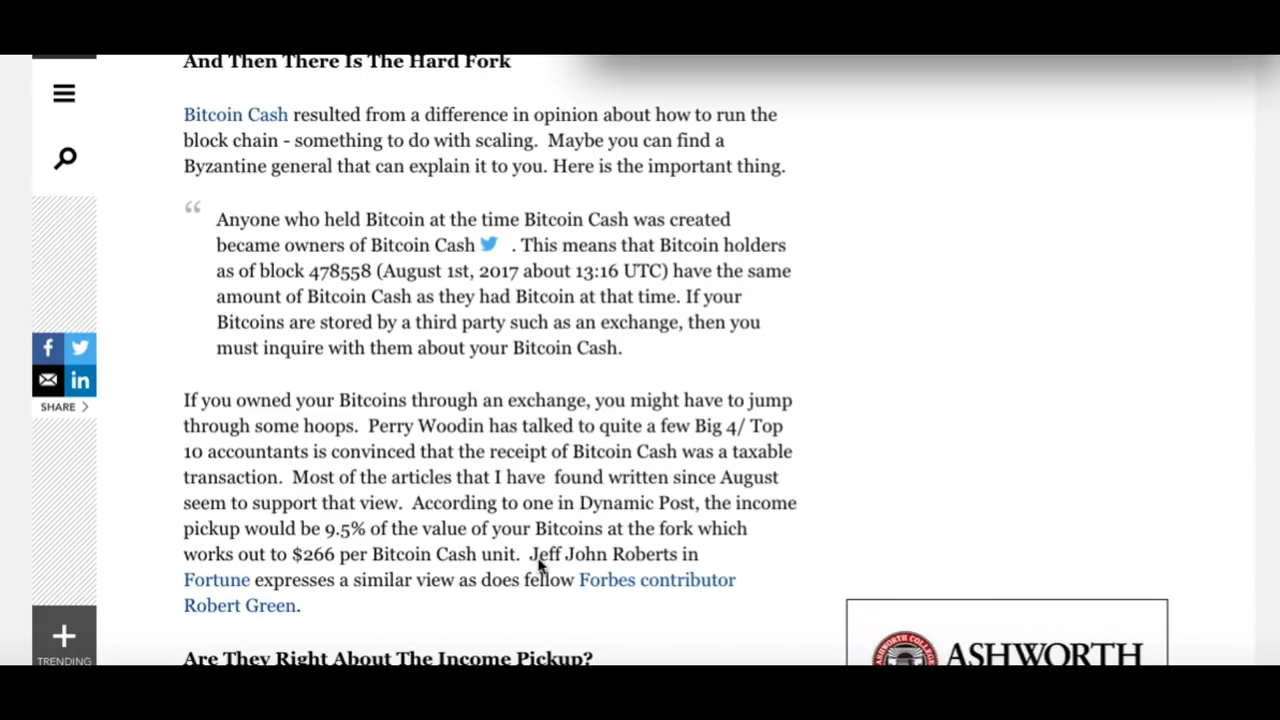 And Then There Is The Hard Fork
Bitcoin Cash resulted from a difference in opinion about how to run the
block chain - something to do with scaling.  Maybe you can find a
Byzantine general that can explain it to you. Here is the important thing.
“
Anyone who held Bitcoin at the time Bitcoin Cash was created
became owners of Bitcoin Cash . This means that Bitcoin holders
as of block 478558 (August 1st, 2017 about 13:16 UTC) have the same
amount of Bitcoin Cash as they had Bitcoin at that time. If your
Bitcoins are stored by a third party such as an exchange, then you
must inquire with them about your Bitcoin Cash.
SHARE
If you owned your Bitcoins through an exchange, you might have to jump
through some hoops.  Perry Woodin has talked to quite a few Big 4/ Top
10 accountants is convinced that the receipt of Bitcoin Cash was a taxable
transaction.  Most of the articles that I have  found written since August
seem to support that view.  According to one in Dynamic Post, the income
pickup would be 9.5% of the value of your Bitcoins at the fork which
works out to $266 per Bitcoin Cash unit.  Jeff John Roberts in
Fortune expresses a similar view as does fellow Forbes contributor
Robert Green.
TRENDING
Are They Right About The Income Pickup?
ASHWORTH COLLEGE
ASHWORTH